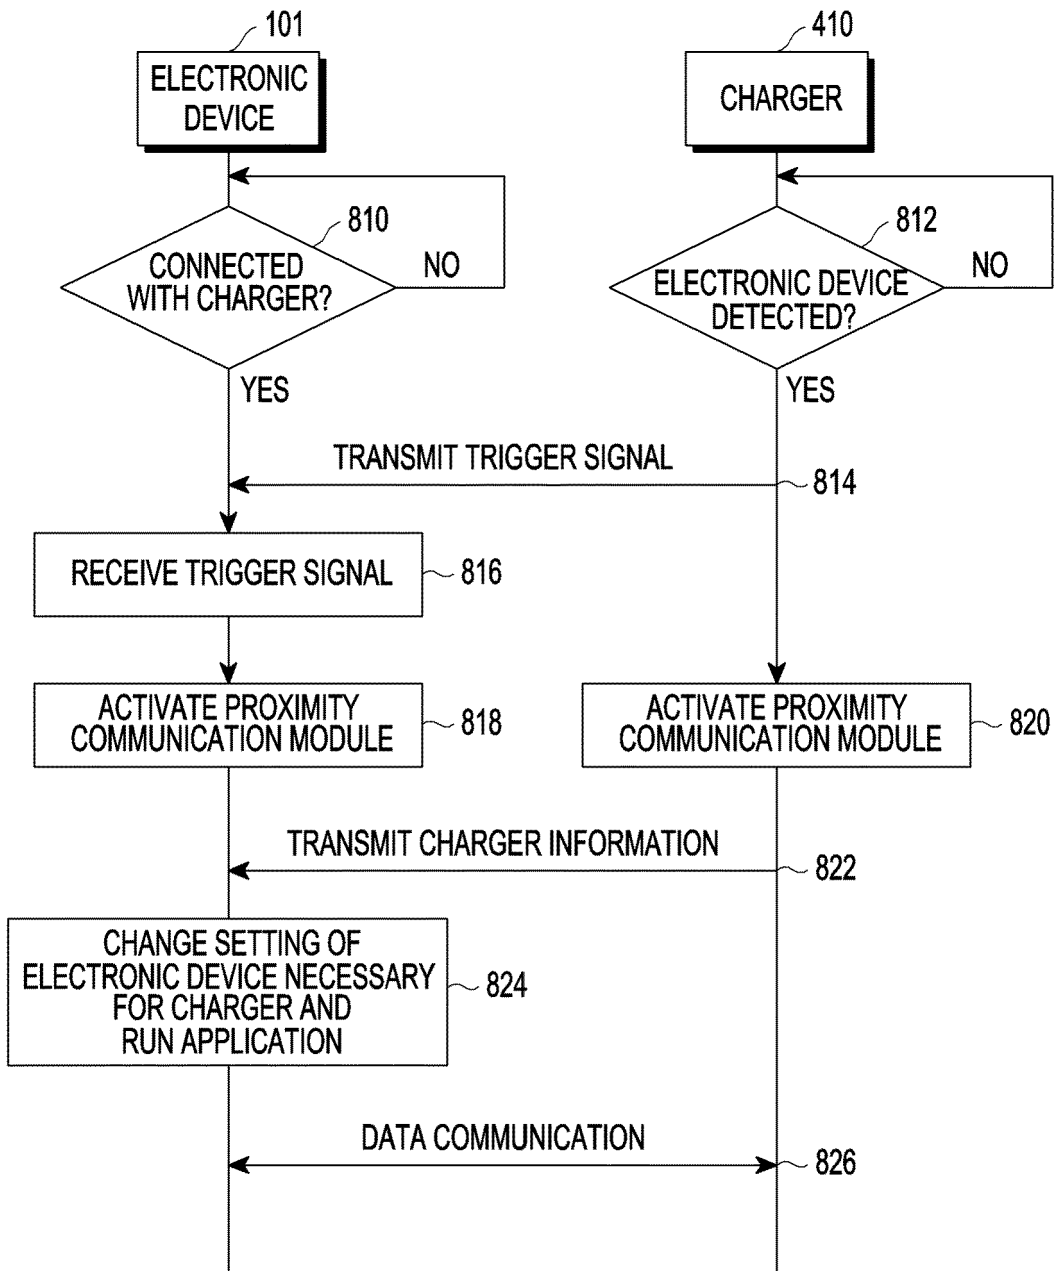 101
410
ELECTRONIC
DEVICE
CHARGER
810
812
CONNECTED
WITH CHARGER?
NO
ELECTRONIC DEVICE
DETECTED?
NO
YES
YES
TRANSMIT TRIGGER SIGNAL
814
RECEIVE TRIGGER SIGNAL
816
ACTIVATE PROXIMITY
COMMUNICATION MODULE
818
ACTIVATE PROXIMITY
COMMUNICATION MODULE
820
TRANSMIT CHARGER INFORMATION
822
CHANGE SETTING OF
ELECTRONIC DEVICE NECESSARY
FOR CHARGER AND
RUN APPLICATION
824
DATA COMMUNICATION
826